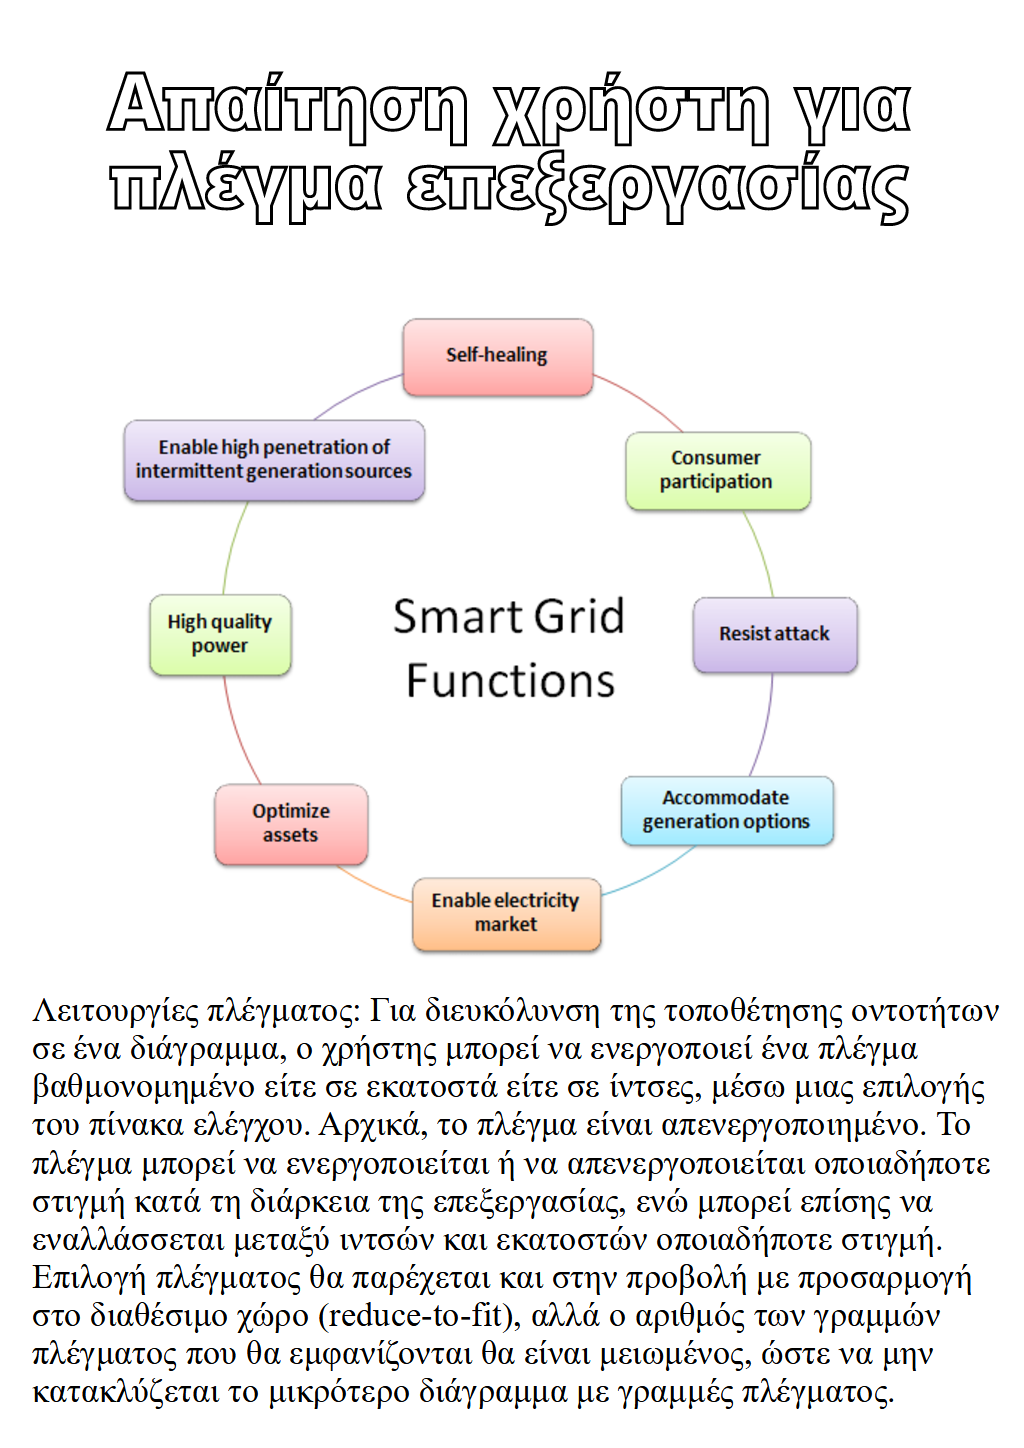 Απαίτηση χρήστη για
πλέγμα επεξεργασίας
Self-healing
Enable high penetration of
intermittent generation sources
Consumer
participation
High quality
power
Smart Grid
Functions
Resist attack
Optimize
assets
Accommodate
generation options
Enable electricity
market
Λειτουργίες πλέγματος: Για διευκόλυνση της τοποθέτησης οντοτήτων
σε ένα διάγραμμα, ο χρήστης μπορεί να ενεργοποιεί ένα πλέγμα
βαθμονομημένο είτε σε εκατοστά είτε σε ίντσες, μέσω μιας επιλογής
του πίνακα ελέγχου. Αρχικά, το πλέγμα είναι απενεργοποιημένο. Το
πλέγμα μπορεί να ενεργοποιείται ή να απενεργοποιείται οποιαδήποτε
στιγμή κατά τη διάρκεια της επεξεργασίας, ενώ μπορεί επίσης να
εναλλάσσεται μεταξύ ιντσών και εκατοστών οποιαδήποτε στιγμή.
Επιλογή πλέγματος θα παρέχεται και στην προβολή με προσαρμογή
στο διαθέσιμο χώρο (reduce-to-fit), αλλά ο αριθμός των γραμμών
πλέγματος που θα εμφανίζονται θα είναι μειωμένος, ώστε να μην
κατακλύζεται το μικρότερο διάγραμμα με γραμμές πλέγματος.